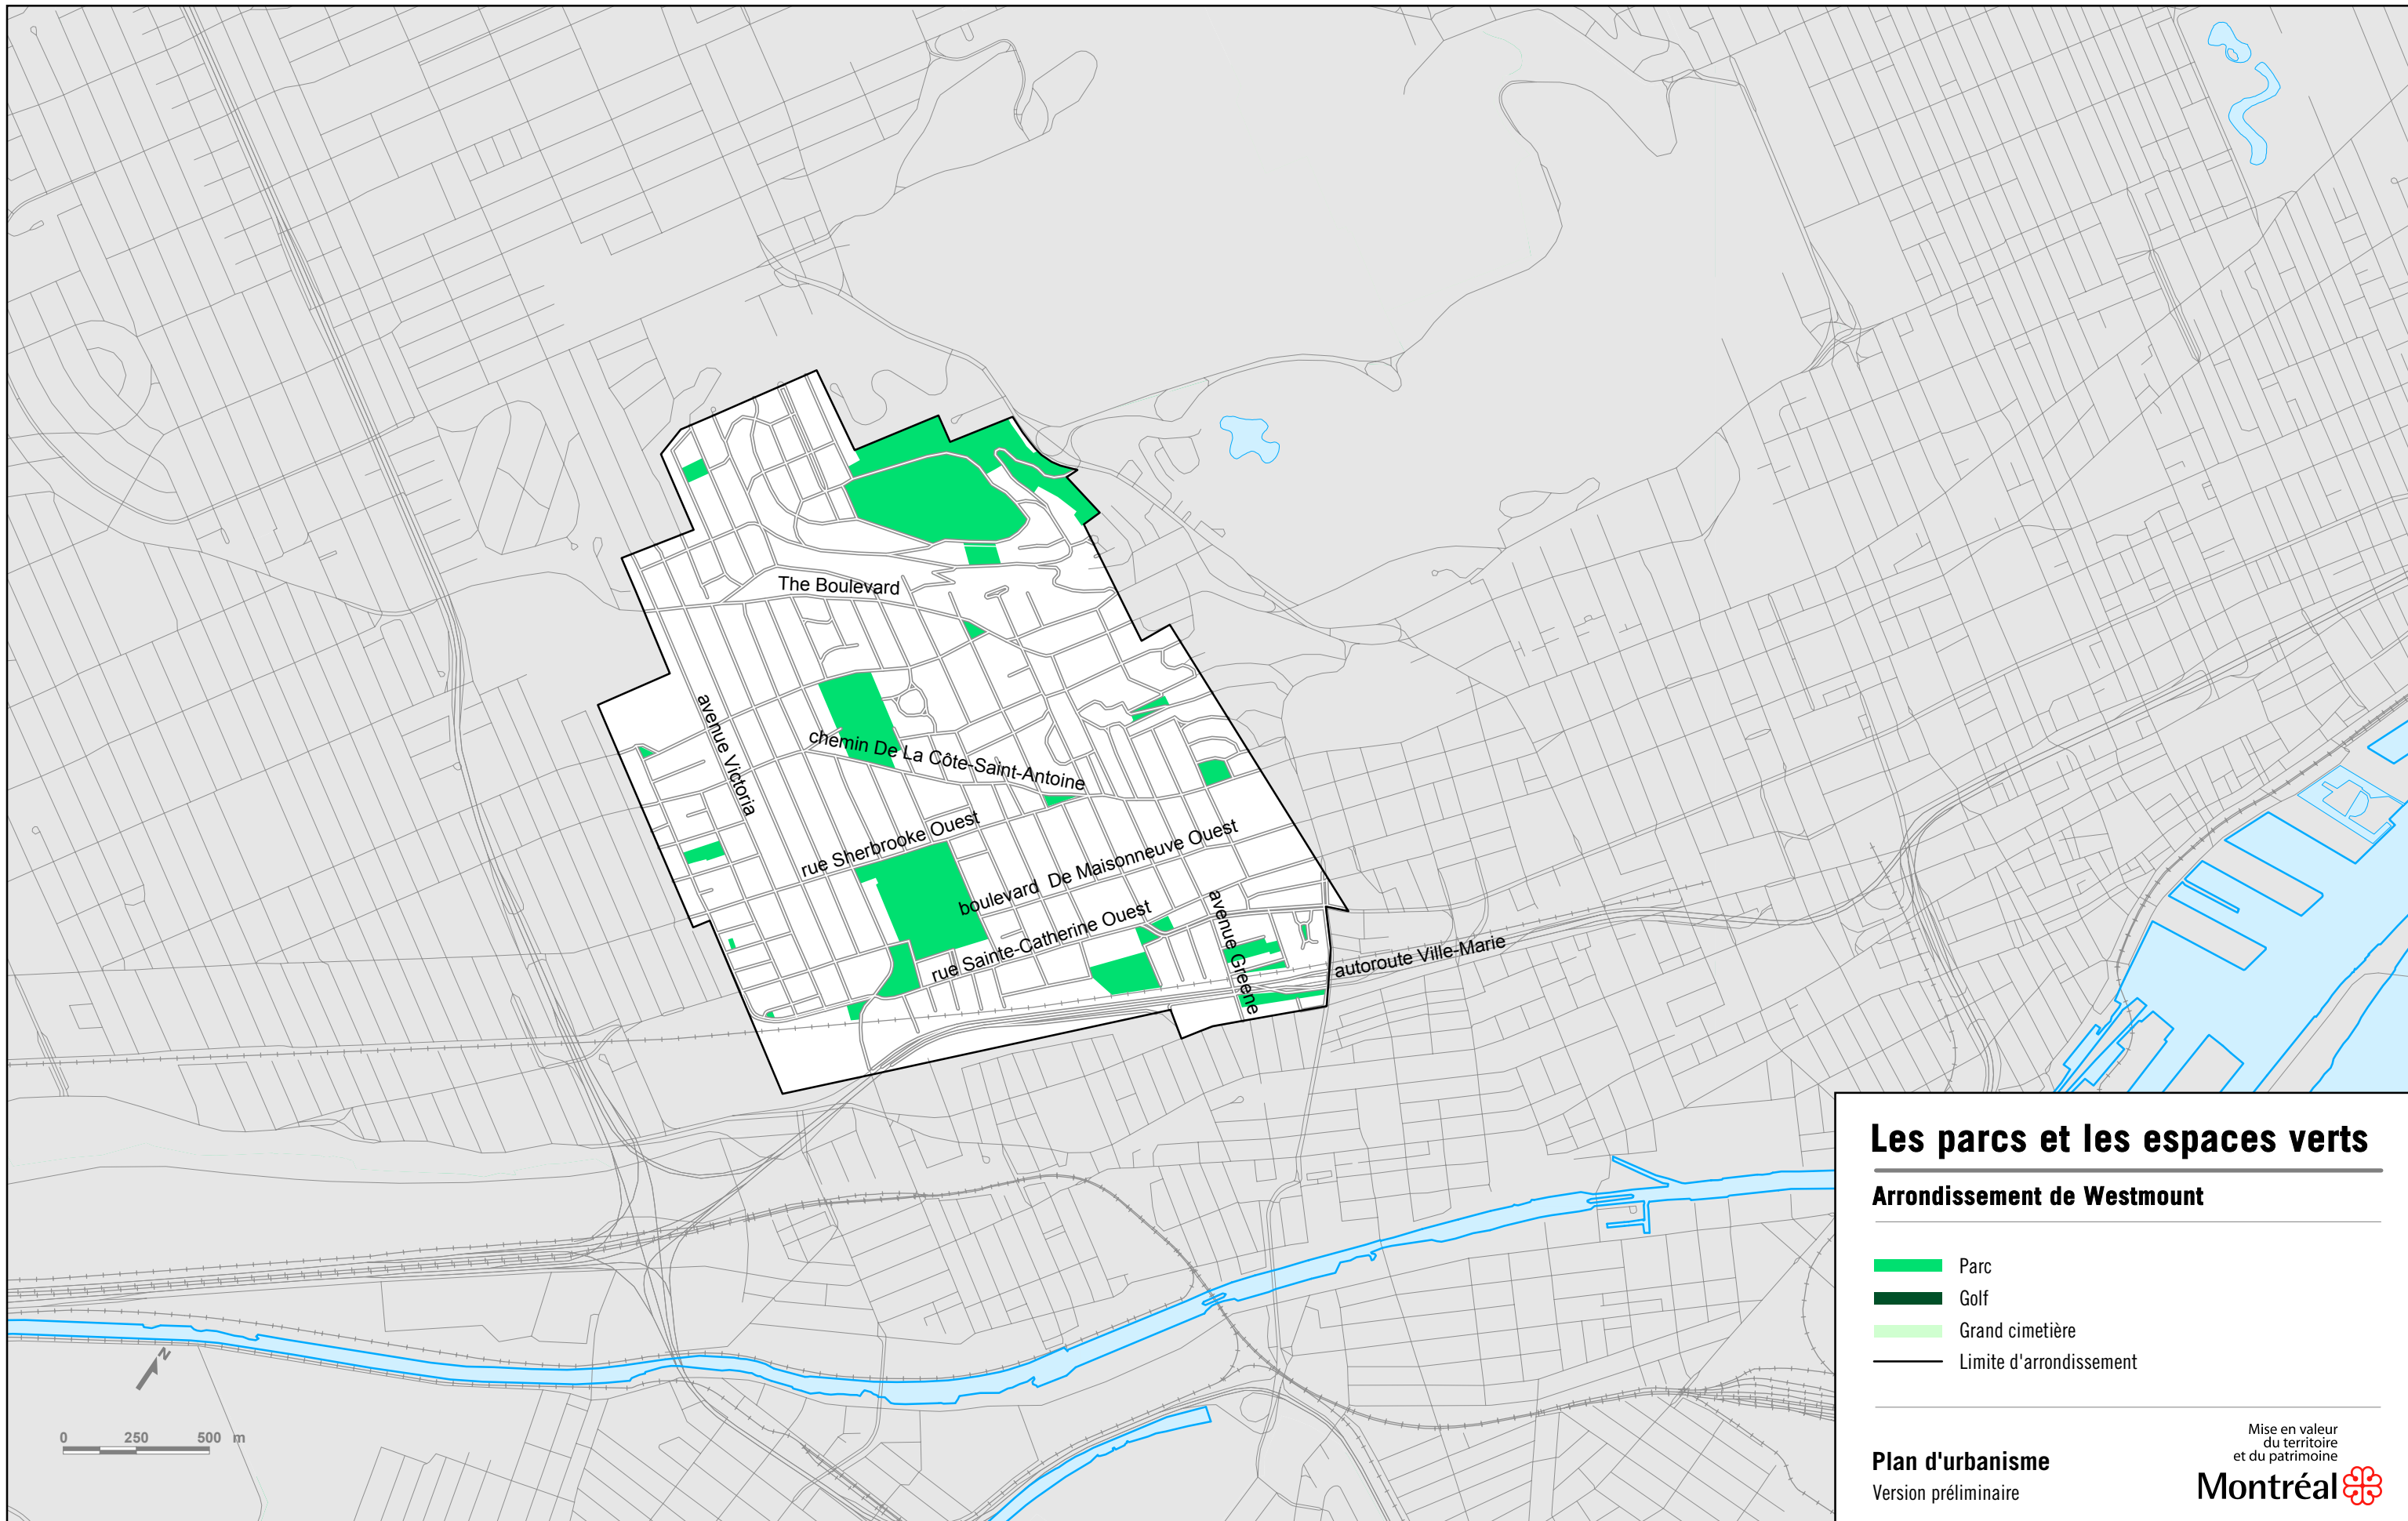 The Boulevard
avenue Victoria
chemin De La Côte-Saint-Antoine
rue Sherbrooke Ouest
boulevard De Maisonneuve Ouest
rue Sainte-Catherine Ouest
avenue Greene
autoroute Ville-Marie
N
0 250 500 m
Les parcs et les espaces verts
Arrondissement de Westmount
Parc
Golf
Grand cimetière
Limite d'arrondissement
Plan d'urbanisme
Version préliminaire
Mise en valeur
du territoire
et du patrimoine
Montréal